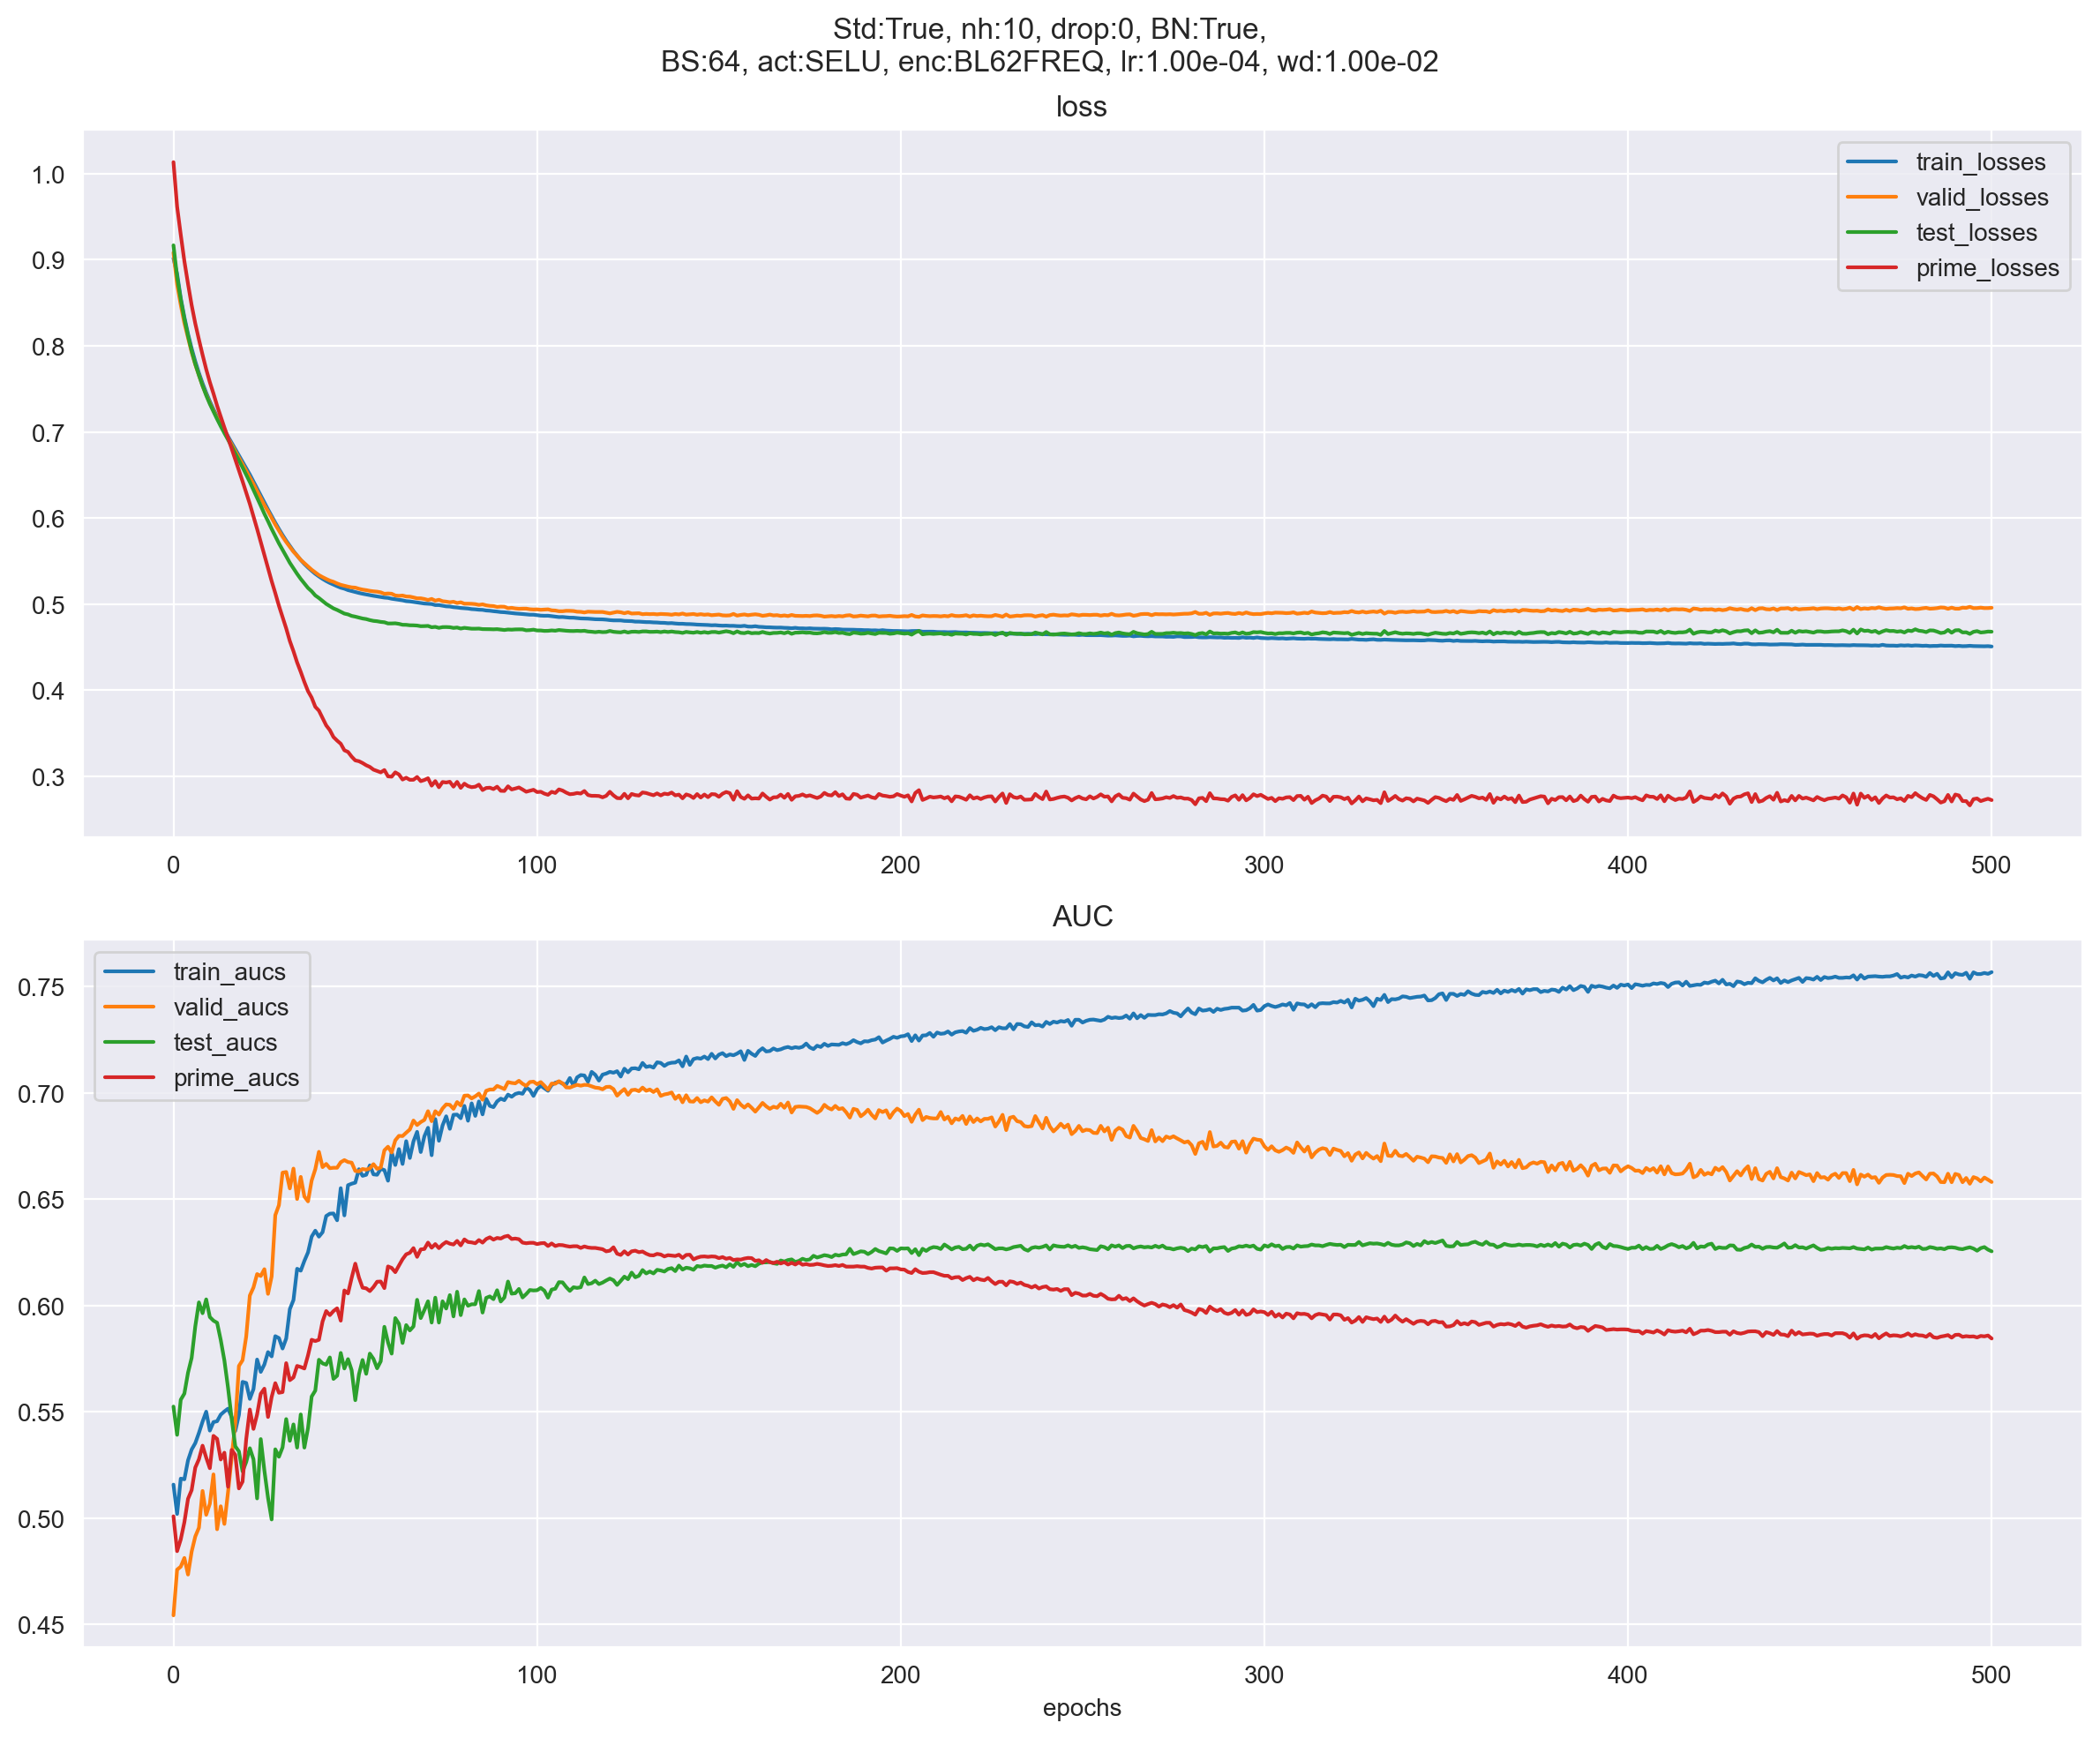 Std:True, nh:10, drop:0, BN:True,
BS:64, act:SELU, enc:BL62FREQ, lr:1.00e-04, wd:1.00e-02
loss
1.0
0.9
0.8
0.7
0.6
0.5
0.4
0.3
train_losses
valid_losses
test_losses
prime_losses
0 100 200 300 400 500
AUC
0.75
0.70
0.65
0.60
0.55
0.50
0.45
train_aucs
valid_aucs
test_aucs
prime_aucs
0 100 200 300 400 500
epochs